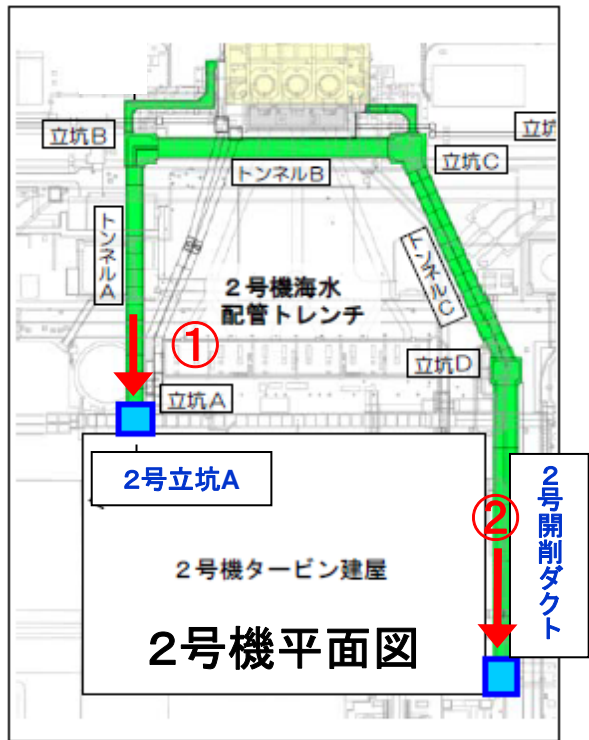 立坑B
立坑
トンネルB
立坑C
トンネルA
トンネルC
2号機海水
配管トレンチ
①
立坑D
立坑A
2号立坑A
②
2号開削ダクト
2号機タービン建屋
2号機平面図